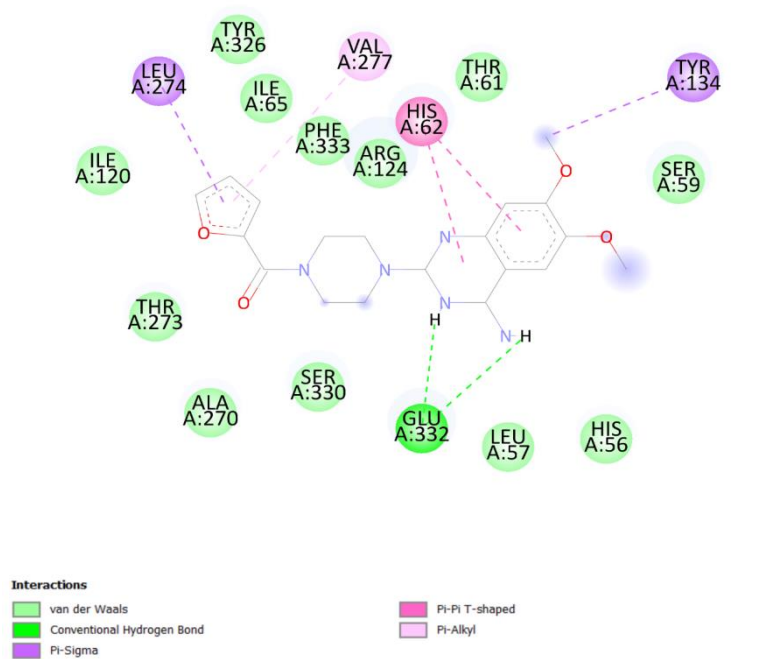 TYR
A:326
VAL
A:277
LEU
A:274
THR
A:61
TYR
A:134
ILE
A:65
HIS
A:62
PHE
A:333
ARG
A:124
ILE
A:120
SER
A:59
O
O
N
O
N
N
O
N
H
N H
THR
A:273
SER
A:330
ALA
A:270
GLU
A:332
LEU
A:57
HIS
A:56
Interactions
van der Waals
Conventional Hydrogen Bond
Pi-Sigma
Pi-Pi T-shaped
Pi-Alkyl